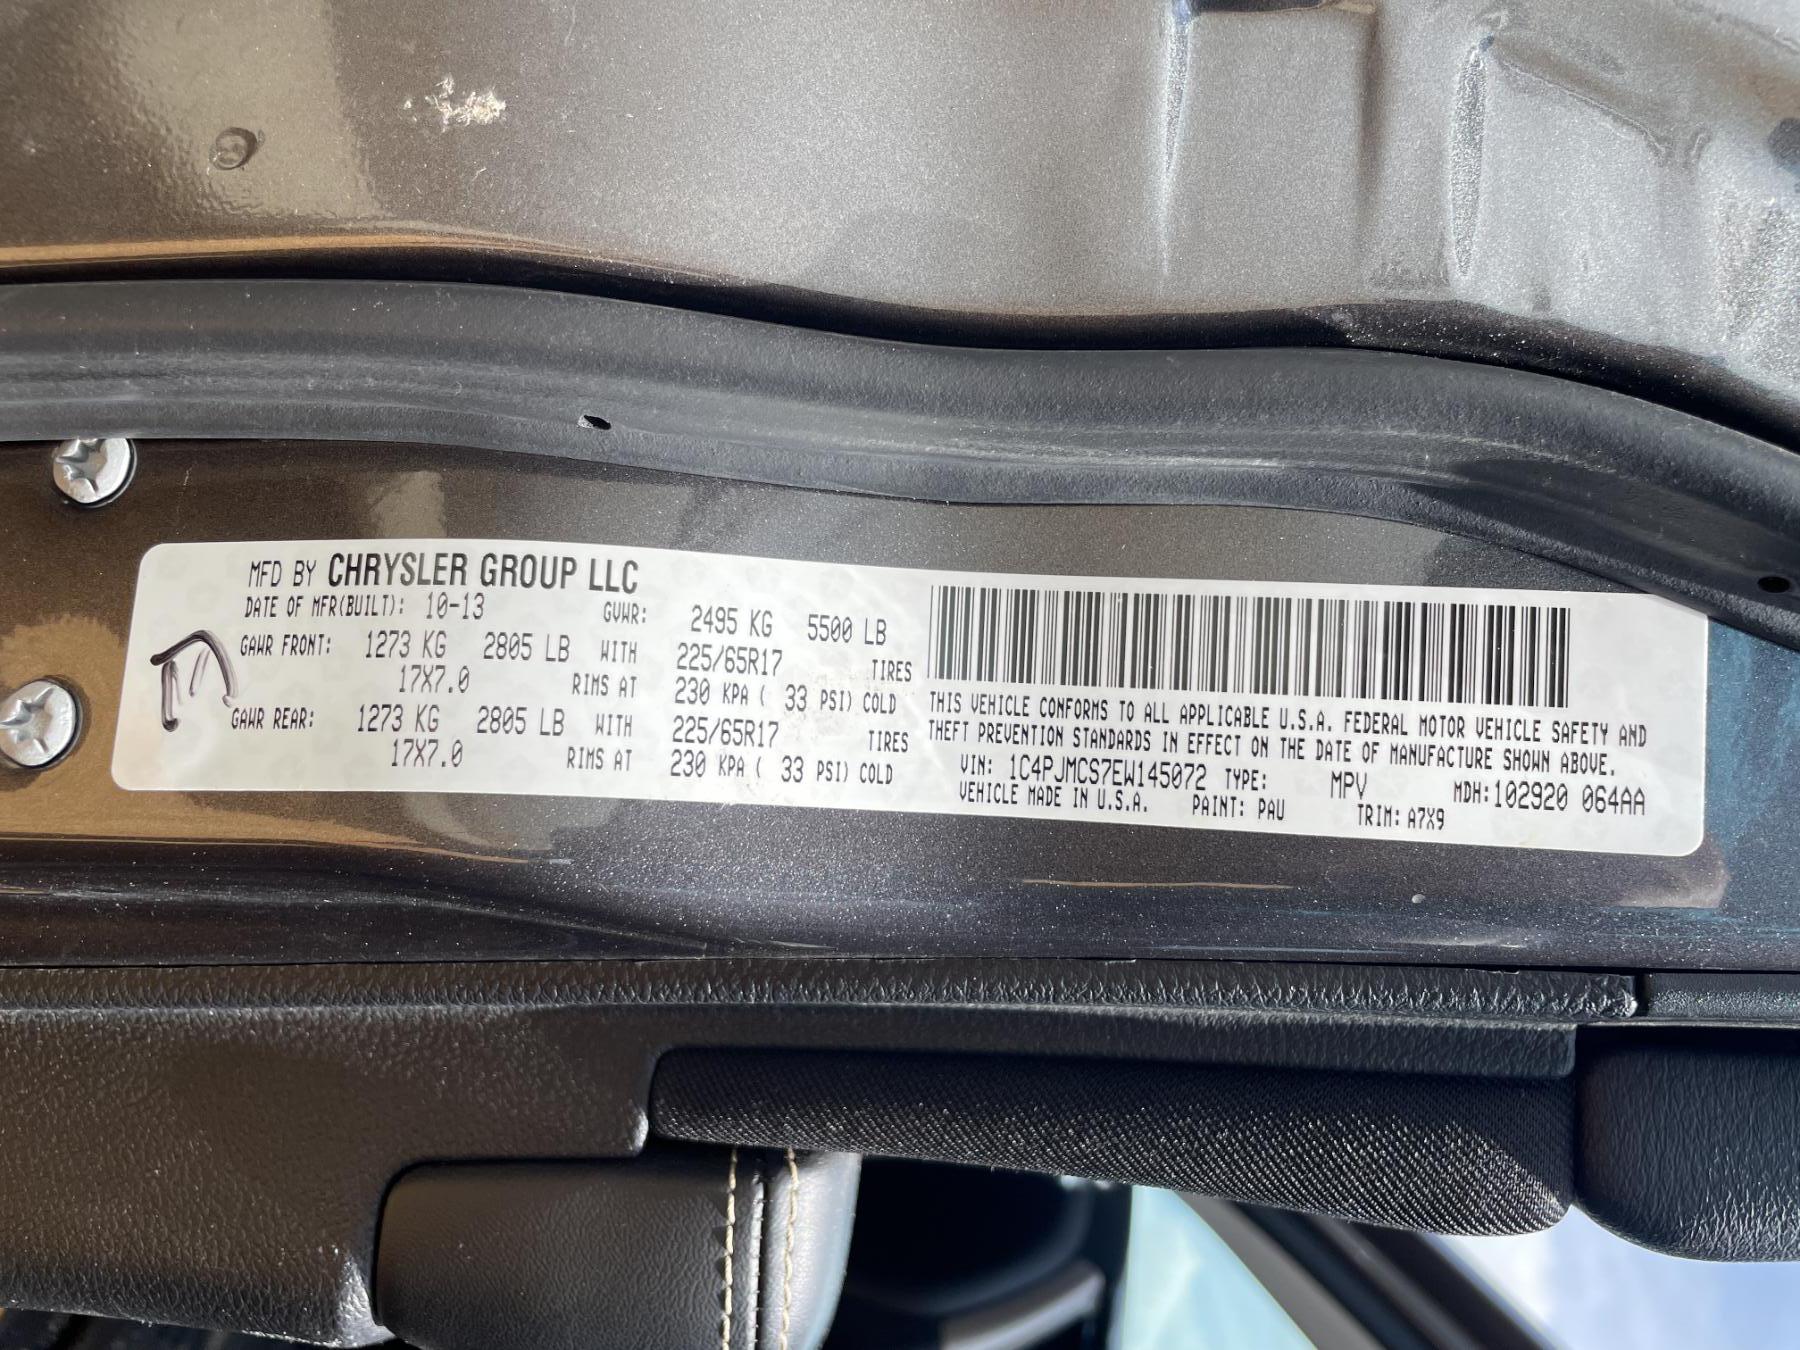 MFD BY CHRYSLER GROUP LLC
DATE OF MFR(BUILT): 10-13 GVWR: 2495 KG 5500 LB
GAWR FRONT: 1273 KG 2805 LB WITH 225/65R17 TIRES
17X7.0 RIMS AT 230 KPA ( 33 PSI) COLD
GAWR REAR: 1273 KG 2805 LB WITH 225/65R17 TIRES
17X7.0 RIMS AT 230 KPA ( 33 PSI) COLD
THIS VEHICLE CONFORMS TO ALL APPLICABLE U.S.A. FEDERAL MOTOR VEHICLE SAFETY AND
THEFT PREVENTION STANDARDS IN EFFECT ON THE DATE OF MANUFACTURE SHOWN ABOVE.
VIN: 1C4PJMCS7EW145072 TYPE: MPV MDH:102920 064AA
VEHICLE MADE IN U.S.A. PAINT: PAU TRIM: A7X9